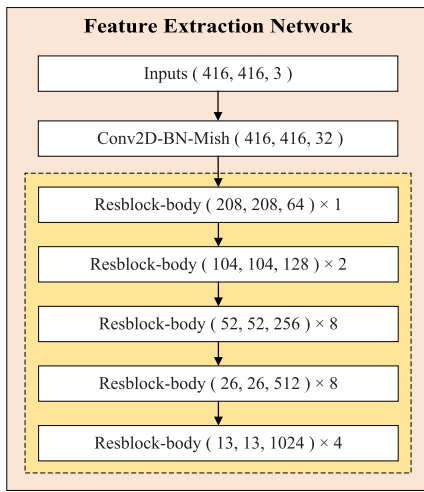 Feature Extraction Network
Inputs ( 416, 416, 3 )
Conv2D-BN-Mish ( 416, 416, 32 )
Resblock-body ( 208, 208, 64 ) × 1
Resblock-body ( 104, 104, 128 ) × 2
Resblock-body ( 52, 52, 256 ) × 8
Resblock-body ( 26, 26, 512 ) × 8
Resblock-body ( 13, 13, 1024 ) × 4